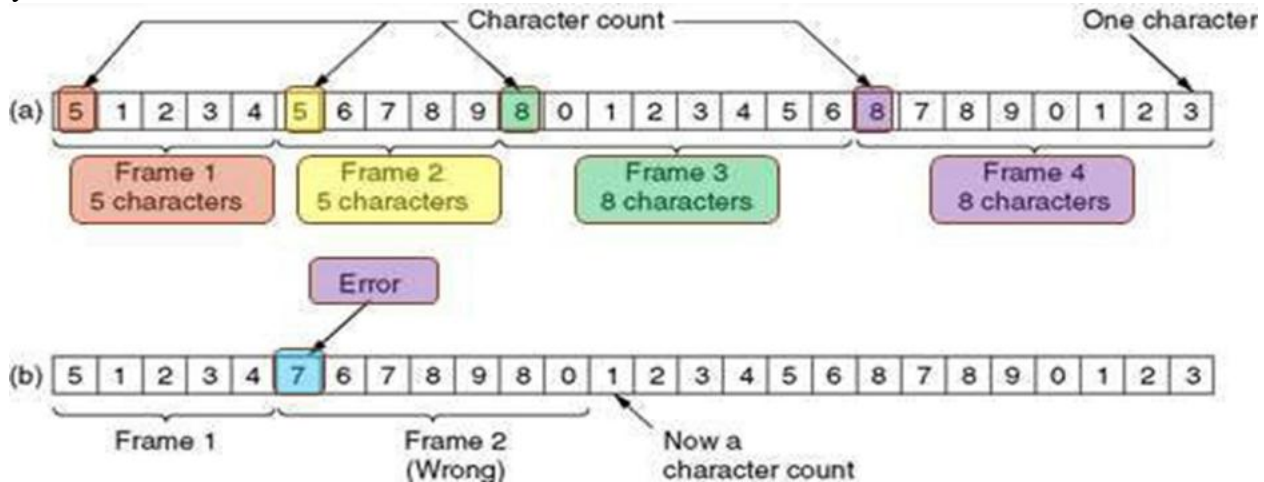 Character count
One character
(a) 5 1 2 3 4 5 6 7 8 9 8 0 1 2 3 4 5 6 8 7 8 9 0 1 2 3
Frame 1
5 characters
Frame 2
5 characters
Frame 3
8 characters
Frame 4
8 characters
Error
(b) 5 1 2 3 4 7 6 7 8 9 8 0 1 2 3 4 5 6 8 7 8 9 0 1 2 3
Frame 1
Frame 2
(Wrong)
Now a
character count